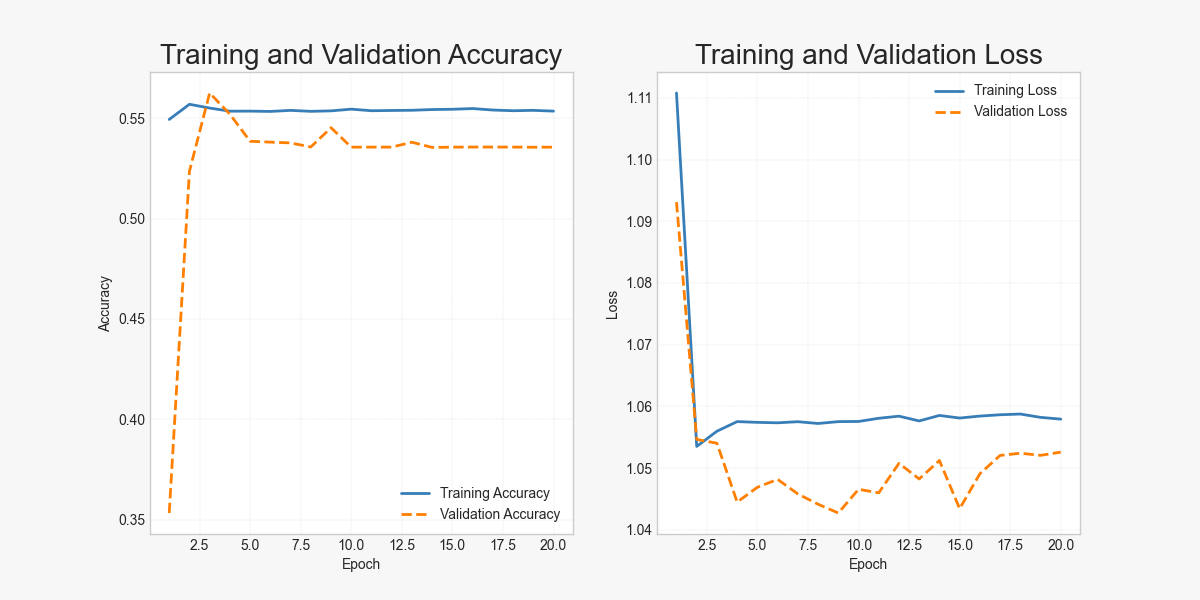 Training and Validation Accuracy
Accuracy
0.55
0.50
0.45
0.40
0.35
Training Accuracy
Validation Accuracy
2.5 5.0 7.5 10.0 12.5 15.0 17.5 20.0
Epoch
Training and Validation Loss
Loss
1.11
1.10
1.09
1.08
1.07
1.06
1.05
1.04
Training Loss
Validation Loss
2.5 5.0 7.5 10.0 12.5 15.0 17.5 20.0
Epoch